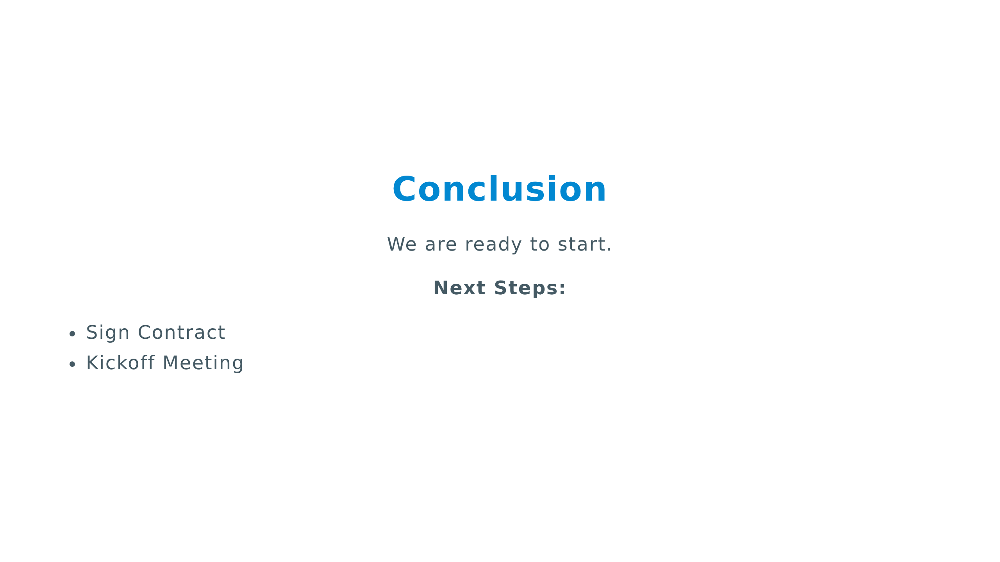 Conclusion
We are ready to start.
Next Steps:
• Sign Contract
• Kickoff Meeting